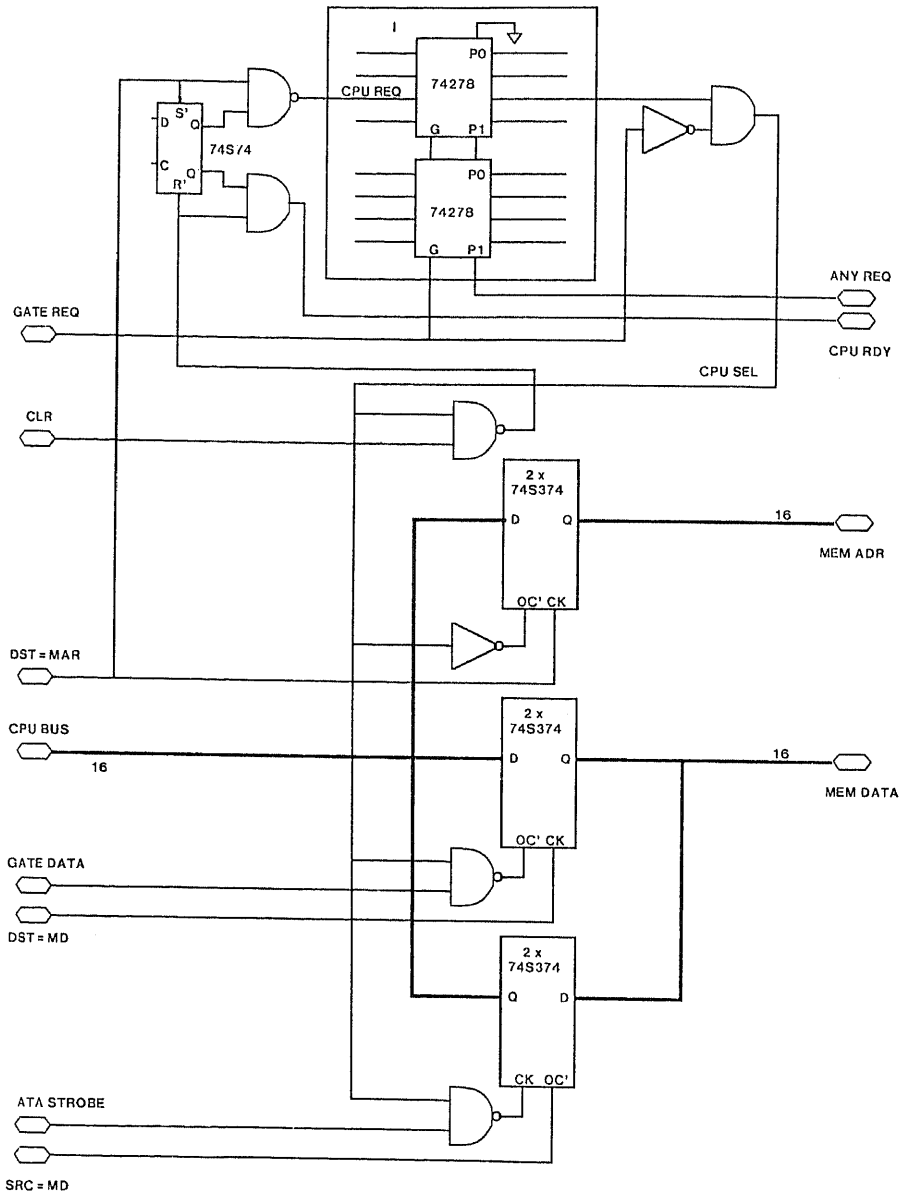 I
P0
74278
CPU REQ
S'
D
Q
74S74
C
Q
R'
G
P1
P0
74278
G
P1
ANY REQ
GATE REQ
CPU RDY
CPU SEL
CLR
2 x
74S374
D
Q
16
MEM ADR
OC' CK
DST = MAR
2 x
74S374
CPU BUS
16
D
Q
16
MEM DATA
OC' CK
GATE DATA
DST = MD
2 x
74S374
Q
D
CK OC'
ATA STROBE
SRC = MD